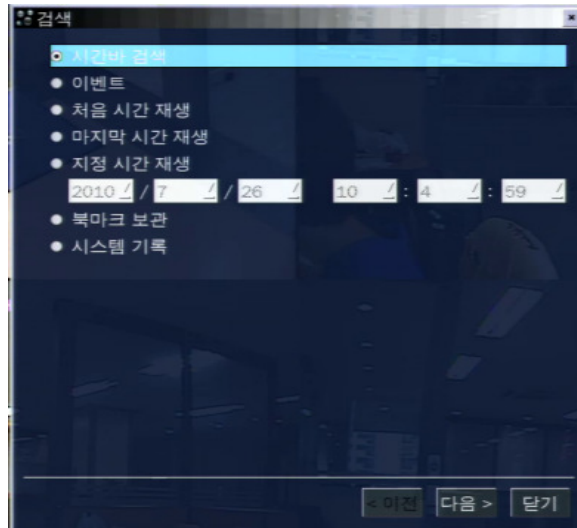 검색
시간바 검색
이벤트
처음 시간 재생
마지막 시간 재생
지정 시간 재생
2010 / 7 / 26 10 : 4 : 59
북마크 보관
시스템 기록
< 이전 다음 > 닫기